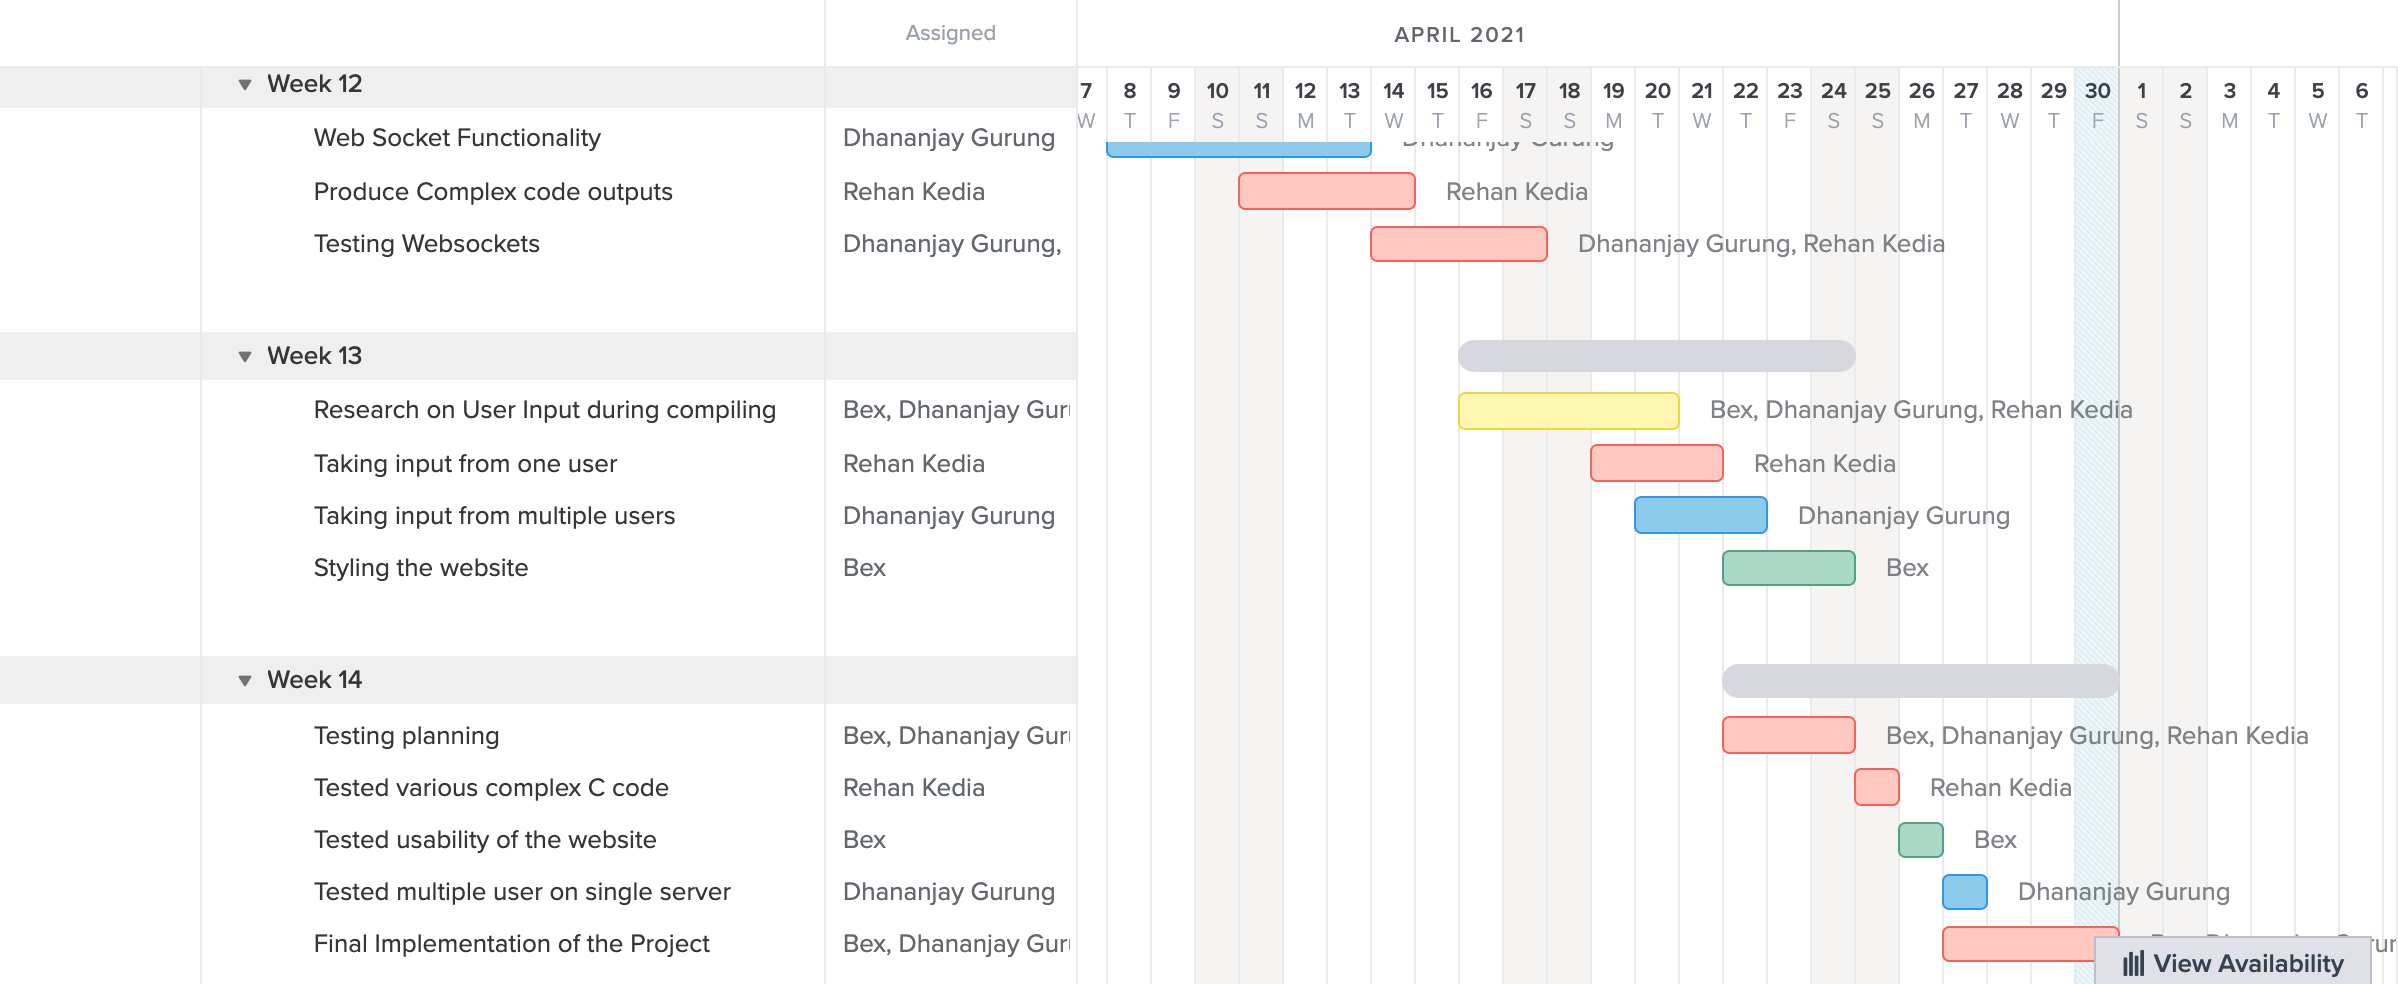 Assigned
APRIL 2021
Week 12
7 8 9 10 11 12 13 14 15 16 17 18 19 20 21 22 23 24 25 26 27 28 29 30 1 2 3 4 5 6
W T F S S M T W T F S S M T W T F S S M T W T F S S M T W T
Web Socket Functionality Dhananjay Gurung Dhananjay Gurung
Produce Complex code outputs Rehan Kedia Rehan Kedia
Testing Websockets Dhananjay Gurung, Dhananjay Gurung, Rehan Kedia
Week 13
Research on User Input during compiling Bex, Dhananjay Gur Bex, Dhananjay Gurung, Rehan Kedia
Taking input from one user Rehan Kedia Rehan Kedia
Taking input from multiple users Dhananjay Gurung Dhananjay Gurung
Styling the website Bex Bex
Week 14
Testing planning Bex, Dhananjay Gur Bex, Dhananjay Gurung, Rehan Kedia
Tested various complex C code Rehan Kedia Rehan Kedia
Tested usability of the website Bex Bex
Tested multiple user on single server Dhananjay Gurung Dhananjay Gurung
Final Implementation of the Project Bex, Dhananjay Gur
View Availability